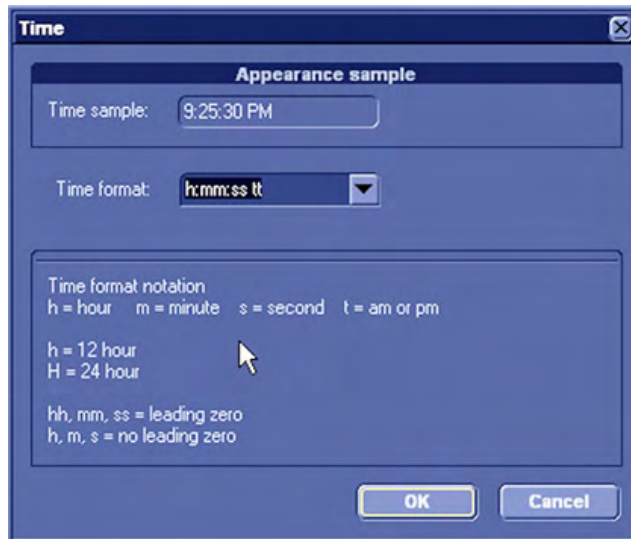 Time
Appearance sample
Time sample: 9:25:30 PM
Time format: h:mm:ss tt
Time format notation
h = hour m = minute s = second t = am or pm
h = 12 hour
H = 24 hour
hh, mm, ss = leading zero
h, m, s = no leading zero
OK Cancel